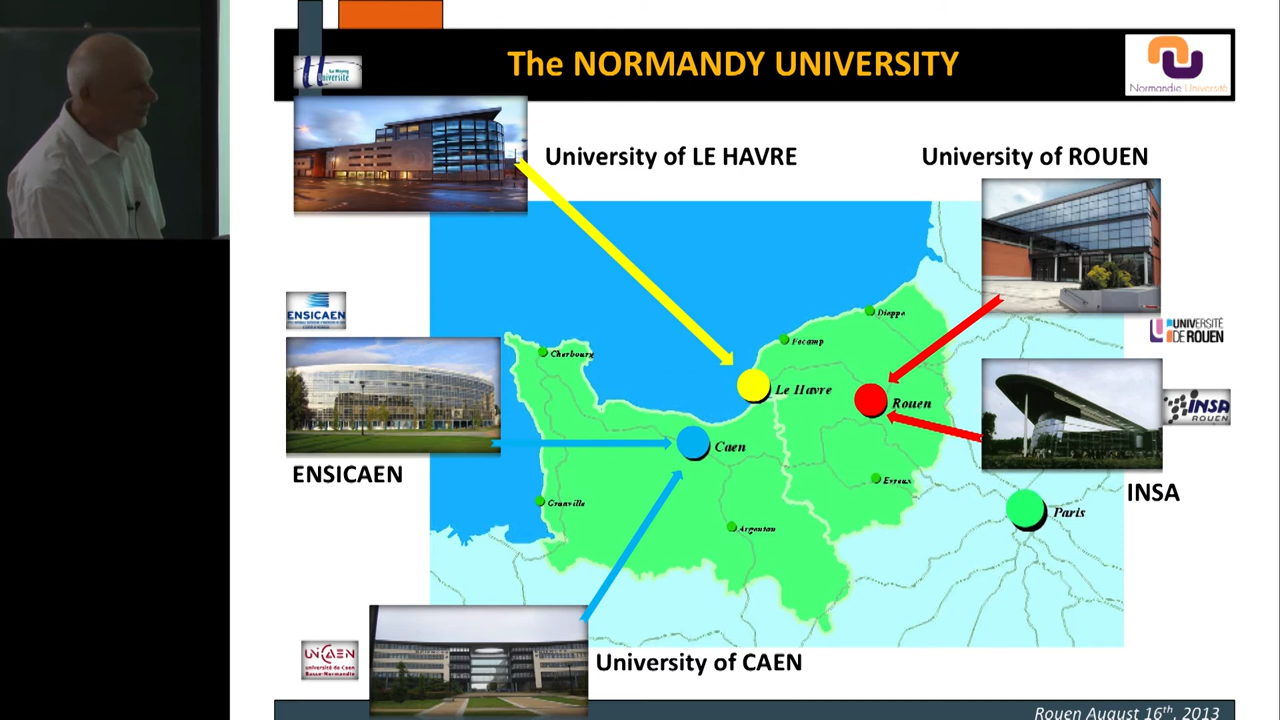 The NORMANDY UNIVERSITY
Normandie Université
Université
University of LE HAVRE
University of ROUEN
ENSICAEN
UNIVERSITÉ
DE ROUEN
Dieppe
Fecamp
Cherbourg
Le Havre
Rouen
INSA
ROUEN
Caen
ENSICAEN
Evreux
INSA
Granville
Paris
Argentan
UNICAEN
université de Caen
Basse-Normandie
University of CAEN
Rouen August 16th, 2013